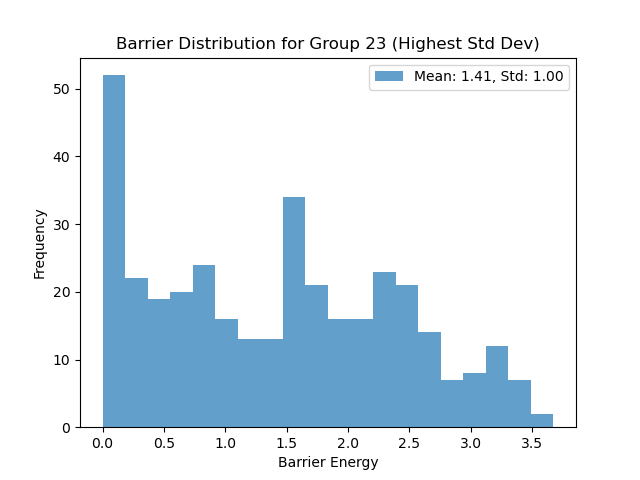 Barrier Distribution for Group 23 (Highest Std Dev)
Mean: 1.41, Std: 1.00
50
40
30
20
10
0
Frequency
0.0 0.5 1.0 1.5 2.0 2.5 3.0 3.5
Barrier Energy